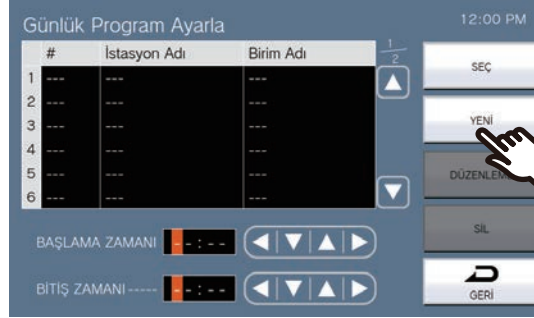 Günlük Program Ayarla
12:00 PM
# İstasyon Adı Birim Adı
1/2
1 --- --- ---
2 --- --- ---
3 --- --- ---
4 --- --- ---
5 --- --- ---
6 --- --- ---
BAŞLAMA ZAMANI - - : - -
BİTİŞ ZAMANI ----- - - : - -
SEÇ
YENİ
SİL
GERİ